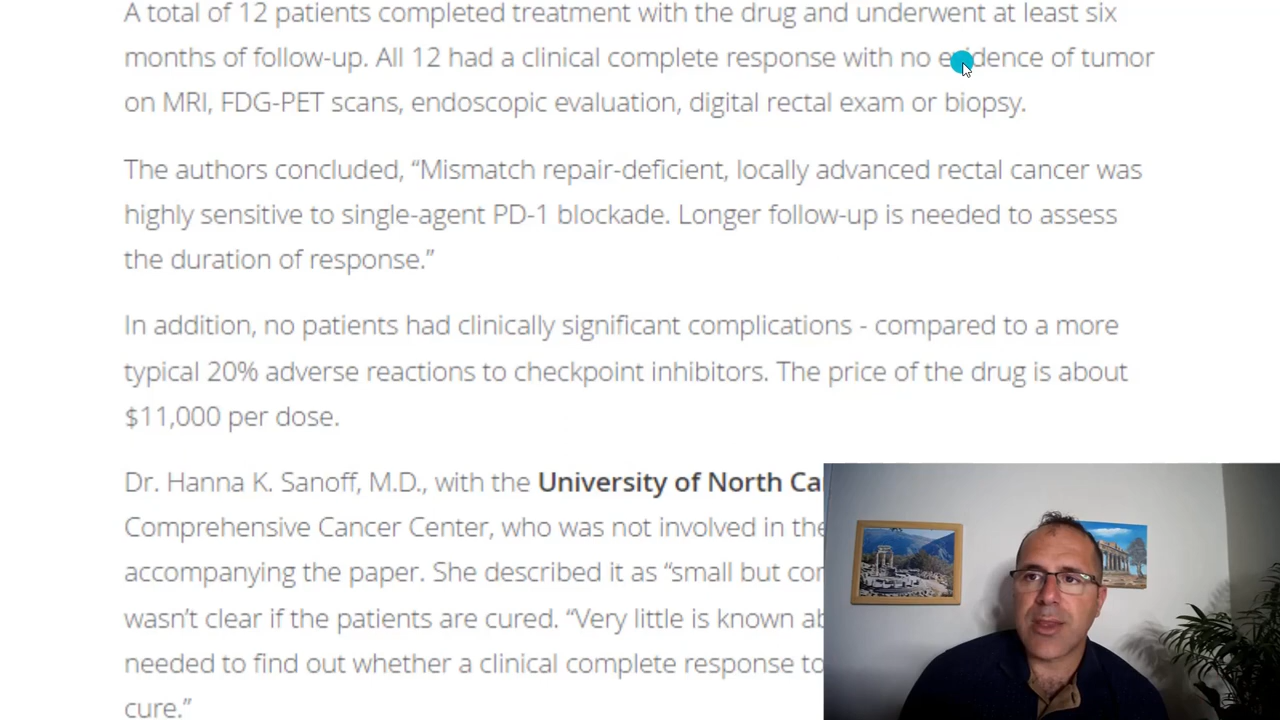 A total of 12 patients completed treatment with the drug and underwent at least six
months of follow-up. All 12 had a clinical complete response with no evidence of tumor
on MRI, FDG-PET scans, endoscopic evaluation, digital rectal exam or biopsy.
The authors concluded, “Mismatch repair-deficient, locally advanced rectal cancer was
highly sensitive to single-agent PD-1 blockade. Longer follow-up is needed to assess
the duration of response.”
In addition, no patients had clinically significant complications - compared to a more
typical 20% adverse reactions to checkpoint inhibitors. The price of the drug is about
$11,000 per dose.
Dr. Hanna K. Sanoff, M.D., with the University of North
Comprehensive Cancer Center, who was not involved in the
accompanying the paper. She described it as “small but
wasn’t clear if the patients are cured. “Very little is known
needed to find out whether a clinical complete response to
cure.”